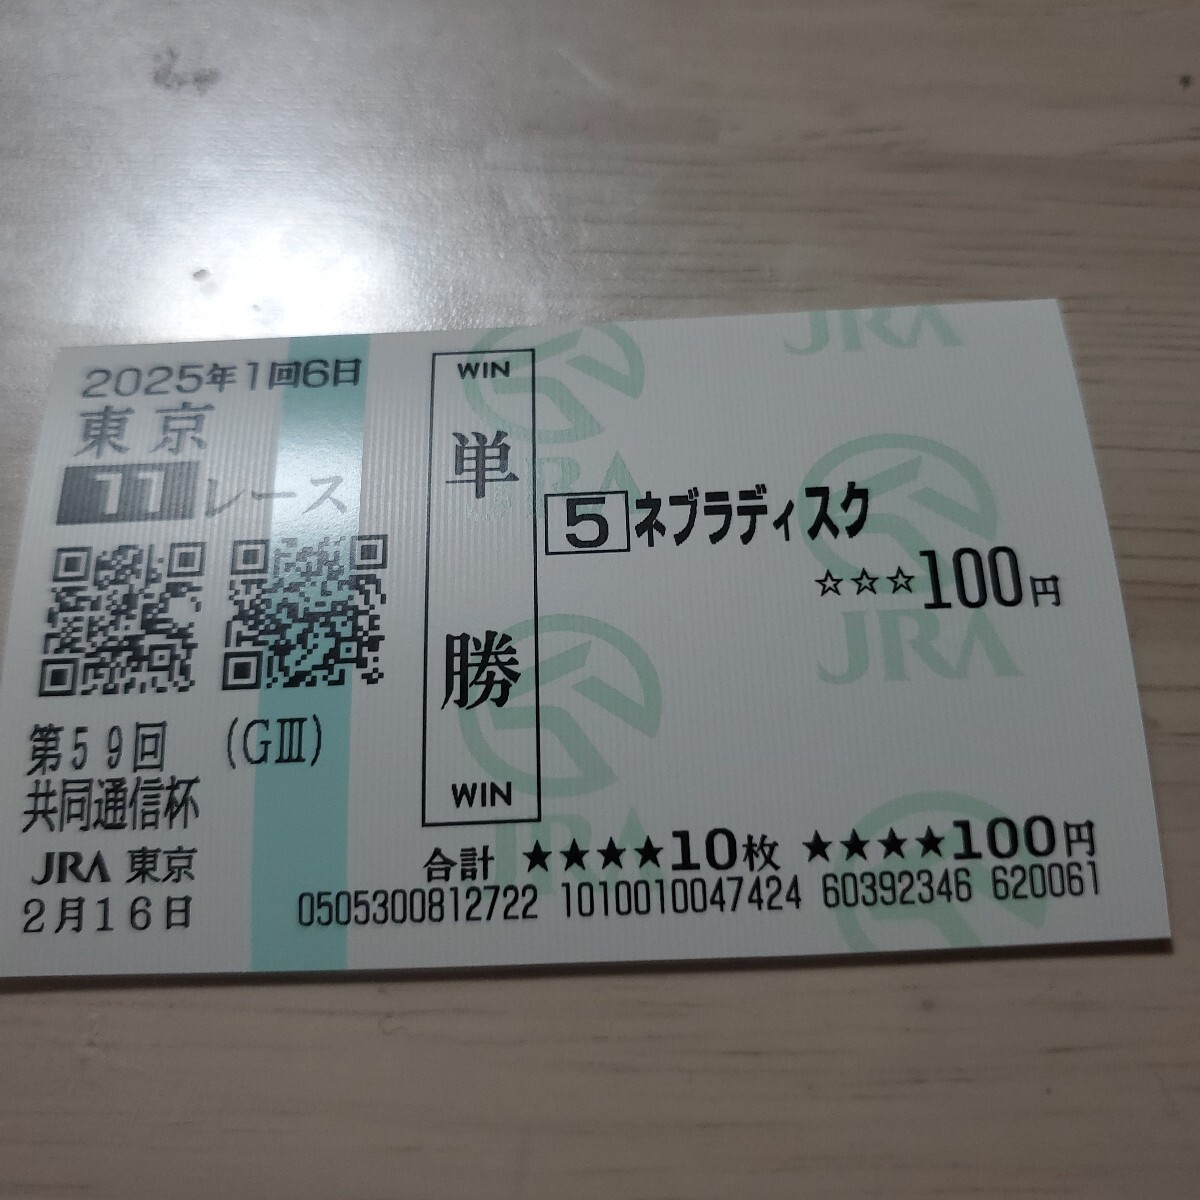 2025年1回6日
東京
11レース
第59回 (GⅢ)
共同通信杯
JRA 東京
2月16日
WIN
単勝
WIN
5 ネブラディスク
☆☆☆100円
合計 ★★★★10枚 ★★★★100円
0505300812722 1010010047424 60392346 620061
JRA
JRA
JRA
JRA